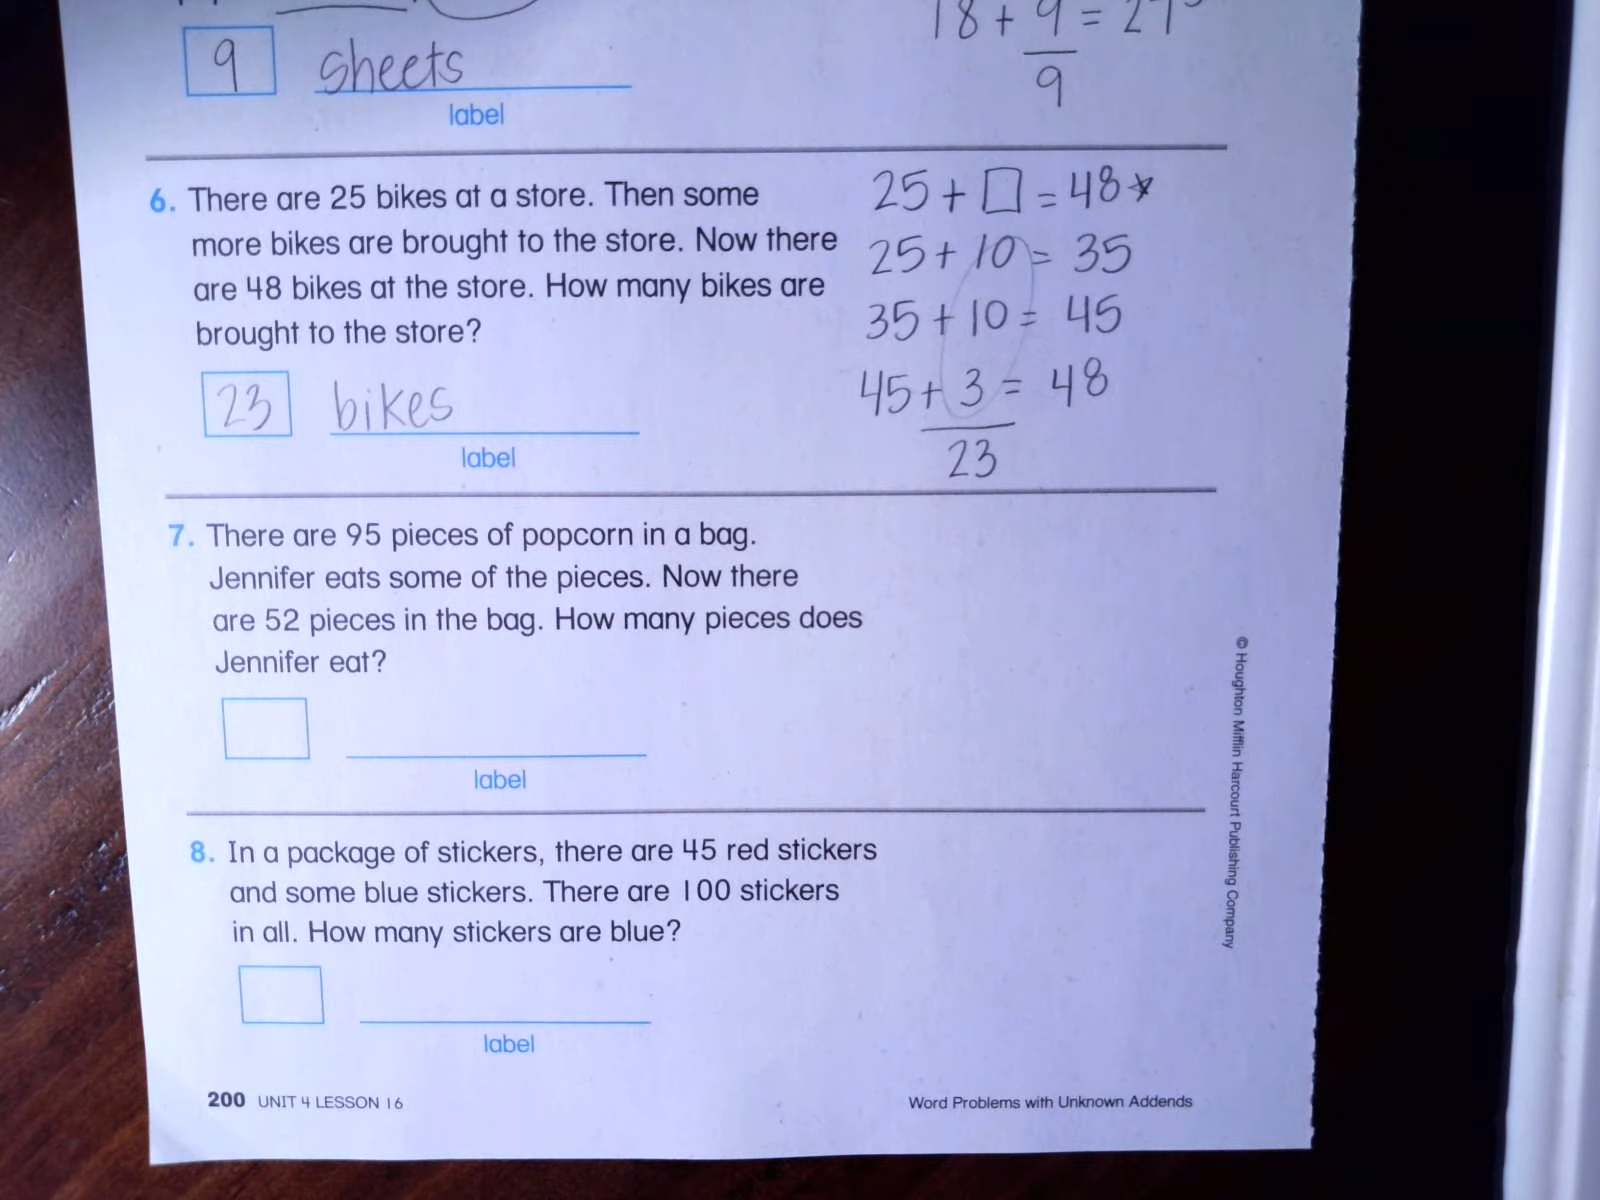 18 + 9 = 27
9 sheets
9
label
6. There are 25 bikes at a store. Then some
more bikes are brought to the store. Now there
are 48 bikes at the store. How many bikes are
brought to the store?
25 + □ = 48*
25 + 10 = 35
35 + 10 = 45
45 + 3 = 48
23
23 bikes
label
7. There are 95 pieces of popcorn in a bag.
Jennifer eats some of the pieces. Now there
are 52 pieces in the bag. How many pieces does
Jennifer eat?
label
8. In a package of stickers, there are 45 red stickers
and some blue stickers. There are 100 stickers
in all. How many stickers are blue?
label
© Houghton Mifflin Harcourt Publishing Company
200 UNIT 4 LESSON 16
Word Problems with Unknown Addends